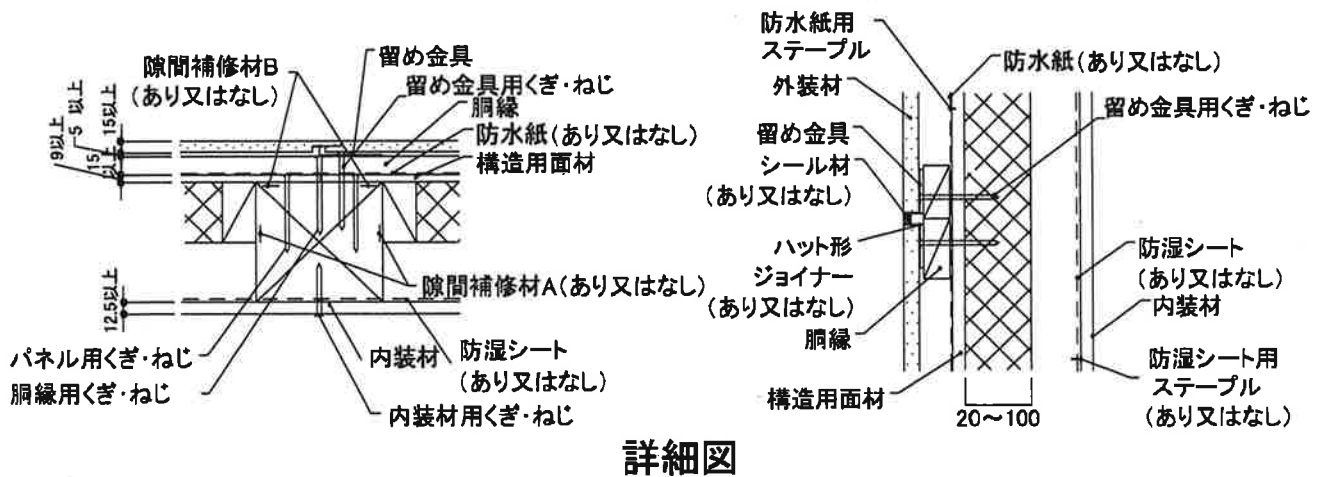 隙間補修材B
(あり又はなし)
留め金具
留め金具用くぎ・ねじ
胴縁
防水紙(あり又はなし)
構造用面材
15以上
5 以上
15以上
9以上
12.5以上
隙間補修材A(あり又はなし)
パネル用くぎ・ねじ
胴縁用くぎ・ねじ
内装材
防湿シート
(あり又はなし)
内装材用くぎ・ねじ
防水紙用
ステープル
防水紙(あり又はなし)
外装材
留め金具用くぎ・ねじ
留め金具
シール材
(あり又はなし)
ハット形
ジョイナー
(あり又はなし)
胴縁
構造用面材
防湿シート
(あり又はなし)
内装材
防湿シート用
ステープル
(あり又はなし)
20~100
詳細図